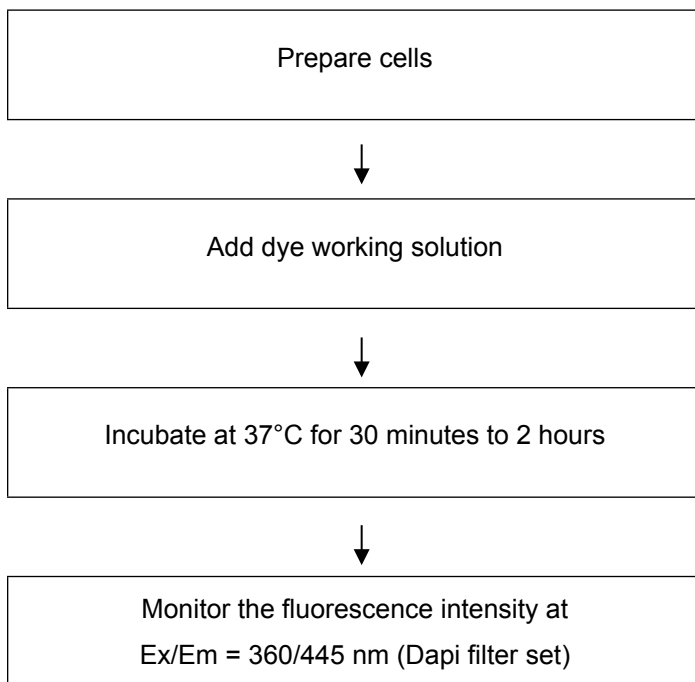 Prepare cells
Add dye working solution
Incubate at 37°C for 30 minutes to 2 hours
Monitor the fluorescence intensity at
Ex/Em = 360/445 nm (Dapi filter set)